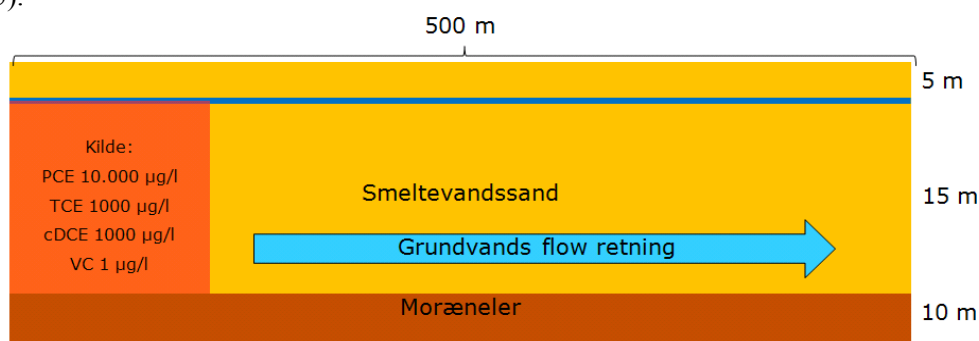 ).
500 m
5 m
Kilde:
PCE 10.000 µg/l
TCE 1000 µg/l
cDCE 1000 µg/l
VC 1 µg/l
Smeltevandssand
15 m
Grundvands flow retning
Moræneler
10 m